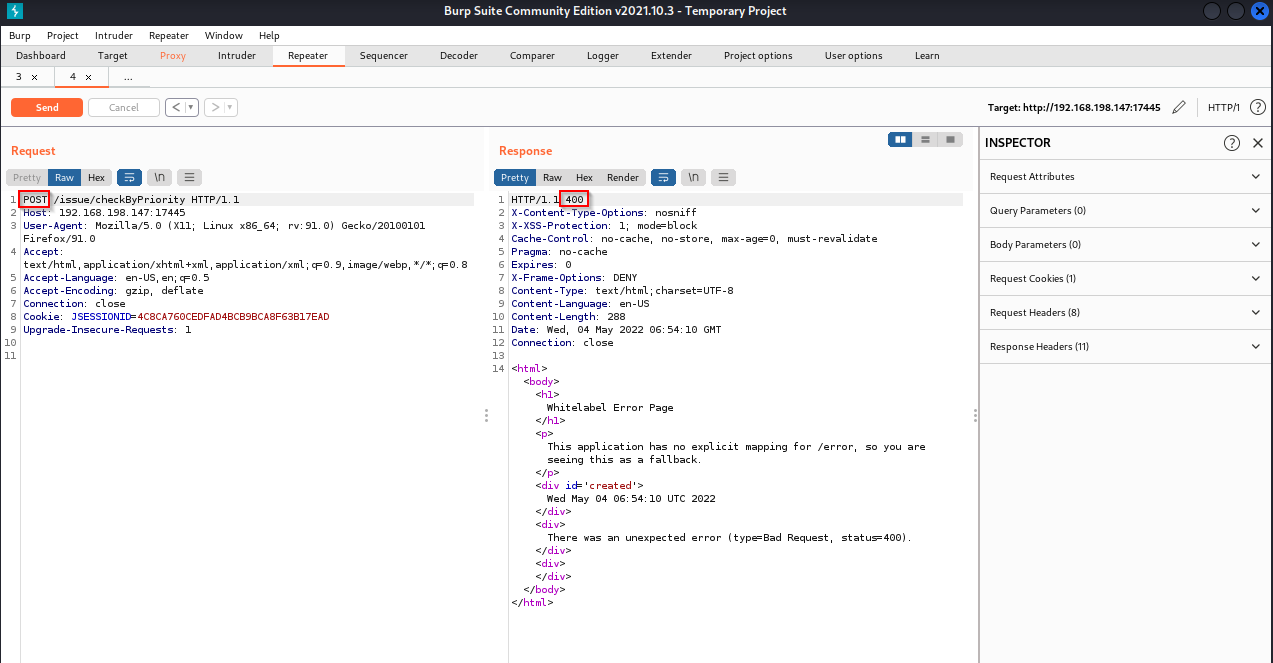 Burp Suite Community Edition v2021.10.3 - Temporary Project
Burp Project Intruder Repeater Window Help
Dashboard Target Proxy Intruder Repeater Sequencer Decoder Comparer Logger Extender Project options User options Learn
3 × 4 × ...
Send Cancel < > Target: http://192.168.198.147:17445 HTTP/1 ?
Request
Pretty Raw Hex \n
1 POST /issue/checkByPriority HTTP/1.1
2 Host: 192.168.198.147:17445
3 User-Agent: Mozilla/5.0 (X11; Linux x86_64; rv:91.0) Gecko/20100101
Firefox/91.0
4 Accept:
text/html,application/xhtml+xml,application/xml;q=0.9,image/webp,*/*;q=0.8
5 Accept-Language: en-US,en;q=0.5
6 Accept-Encoding: gzip, deflate
7 Connection: close
8 Cookie: JSESSIONID=4C8CA760CEDFAD4BCB9BCA8F63B17EAD
9 Upgrade-Insecure-Requests: 1
10
11
Response
Pretty Raw Hex Render \n
1 HTTP/1.1 400
2 X-Content-Type-Options: nosniff
3 X-XSS-Protection: 1; mode=block
4 Cache-Control: no-cache, no-store, max-age=0, must-revalidate
5 Pragma: no-cache
6 Expires: 0
7 X-Frame-Options: DENY
8 Content-Type: text/html;charset=UTF-8
9 Content-Language: en-US
10 Content-Length: 288
11 Date: Wed, 04 May 2022 06:54:10 GMT
12 Connection: close
13
14 <html>
<body>
<h1>
Whitelabel Error Page
</h1>
<p>
This application has no explicit mapping for /error, so you are
seeing this as a fallback.
</p>
<div id='created'>
Wed May 04 06:54:10 UTC 2022
</div>
<div>
There was an unexpected error (type=Bad Request, status=400).
</div>
<div>
</div>
</body>
</html>
INSPECTOR ? ×
Request Attributes
Query Parameters (0)
Body Parameters (0)
Request Cookies (1)
Request Headers (8)
Response Headers (11)